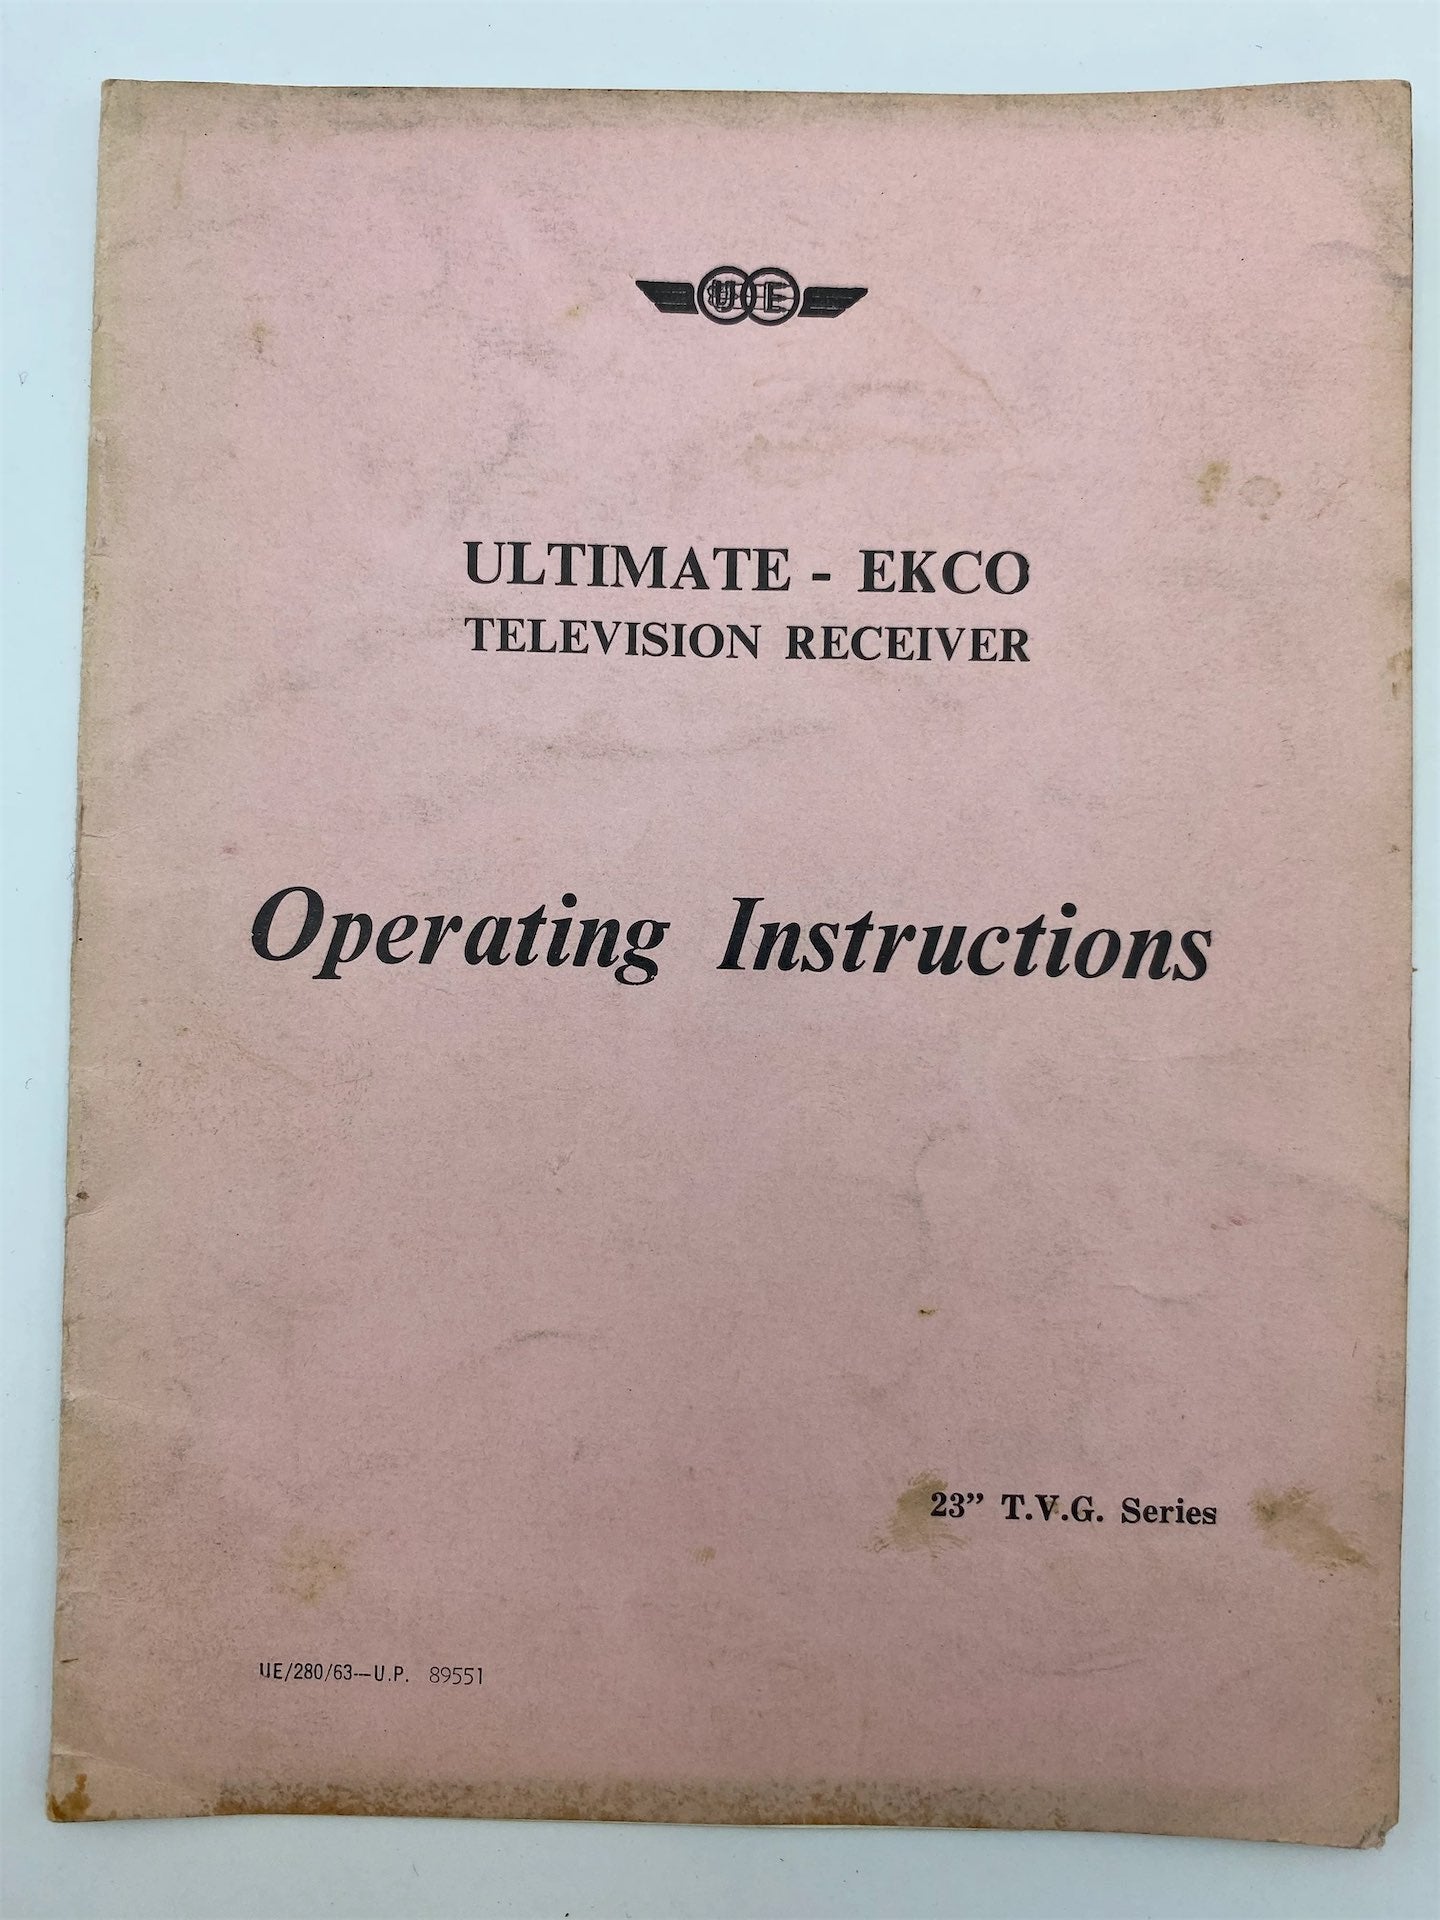 UE
ULTIMATE - EKCO
TELEVISION RECEIVER
Operating Instructions
23” T.V.G. Series
UE/280/63—U.P. 89551